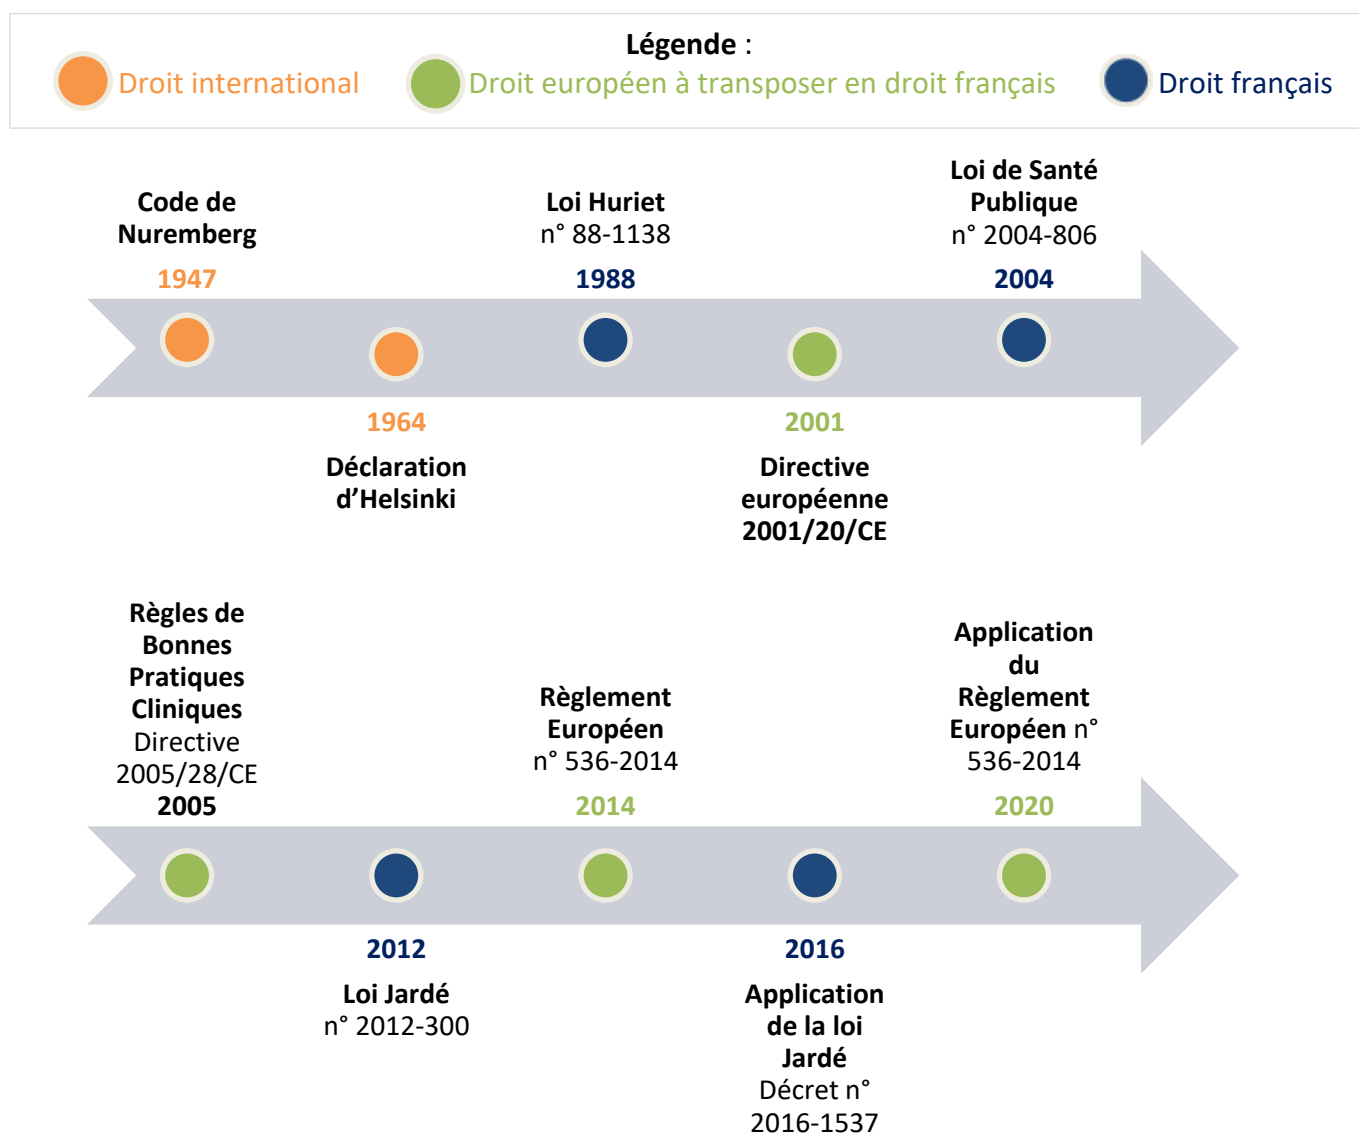 Légende :
Droit international
Droit européen à transposer en droit français
Droit français
Code de
Nuremberg
1947
1964
Déclaration
d’Helsinki
Loi Huriet
n° 88-1138
1988
2001
Directive
européenne
2001/20/CE
Loi de Santé
Publique
n° 2004-806
2004
Règles de
Bonnes
Pratiques
Cliniques
Directive
2005/28/CE
2005
2012
Loi Jardé
n° 2012-300
Règlement
Européen
n° 536-2014
2014
2016
Application
de la loi
Jardé
Décret n°
2016-1537
Application
du
Règlement
Européen n°
536-2014
2020